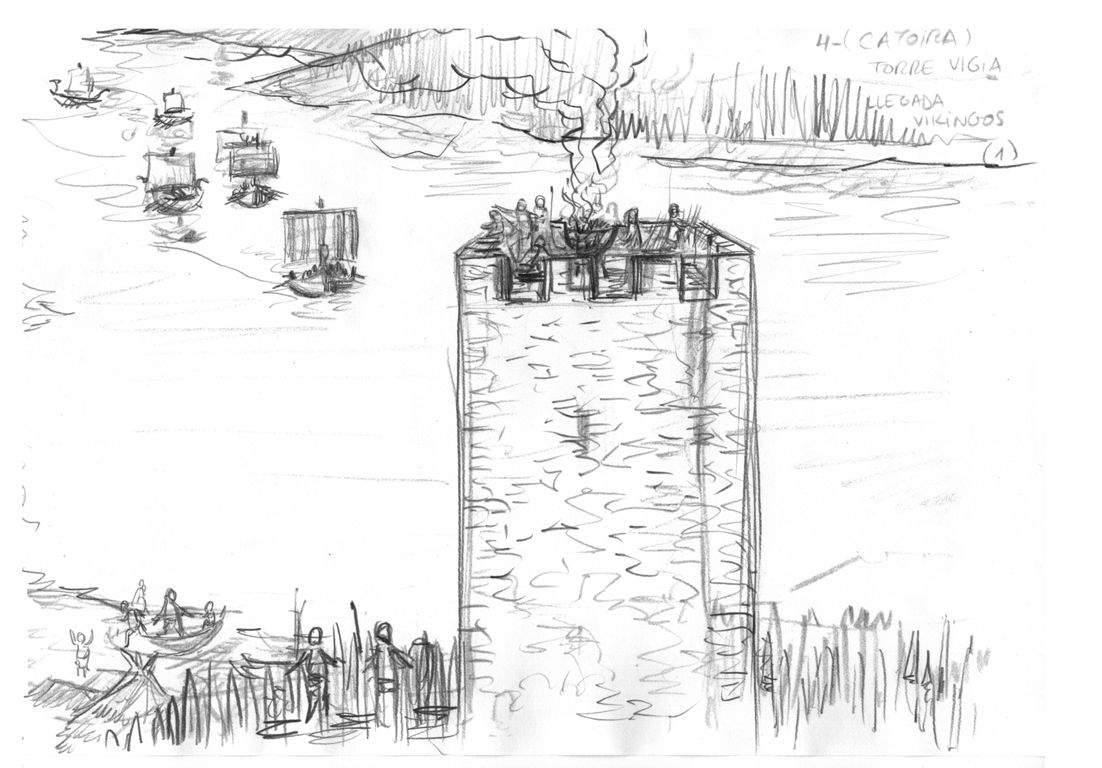 4-(CATOIRA)
TORRE VIGIA
LLEGADA
VIKINGOS
(1)